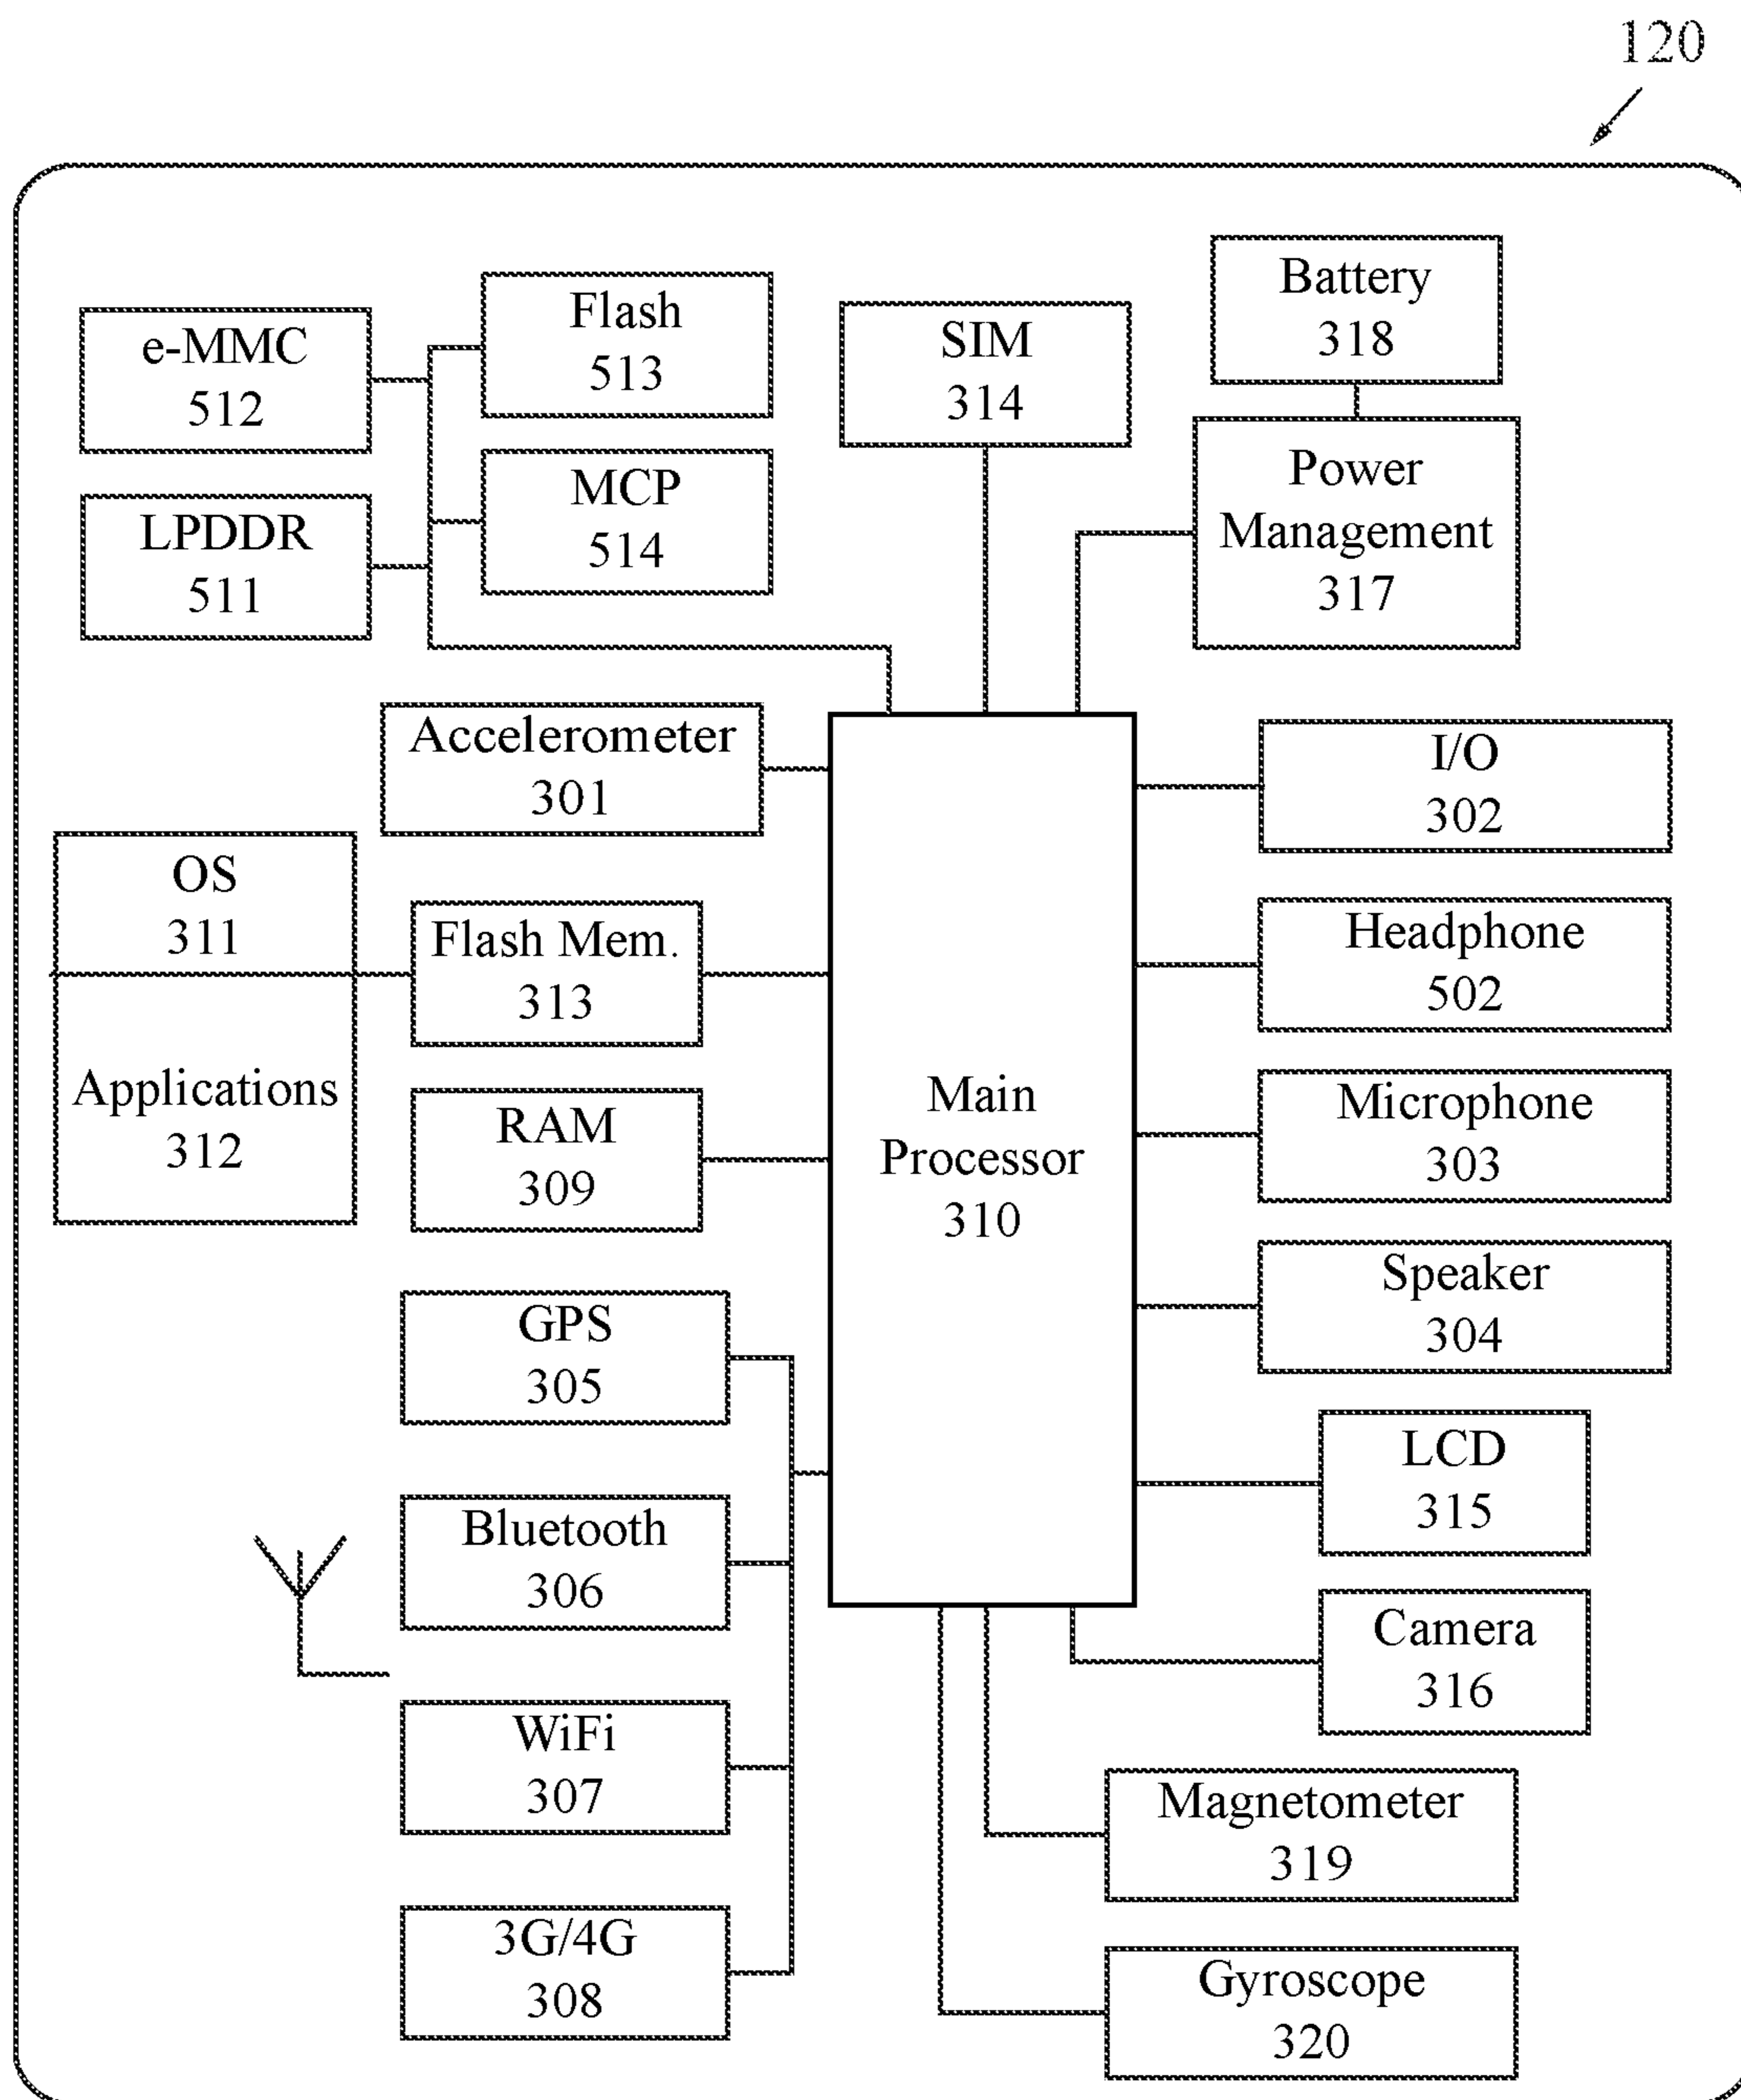 120
Battery
318
Flash
513
SIM
314
e-MMC
512
Power
Management
317
MCP
514
LPDDR
511
Accelerometer
301
I/O
302
OS
311
Flash Mem.
313
Headphone
502
Applications
312
RAM
309
Main
Processor
310
Microphone
303
Speaker
304
GPS
305
LCD
315
Bluetooth
306
Camera
316
WiFi
307
Magnetometer
319
3G/4G
308
Gyroscope
320